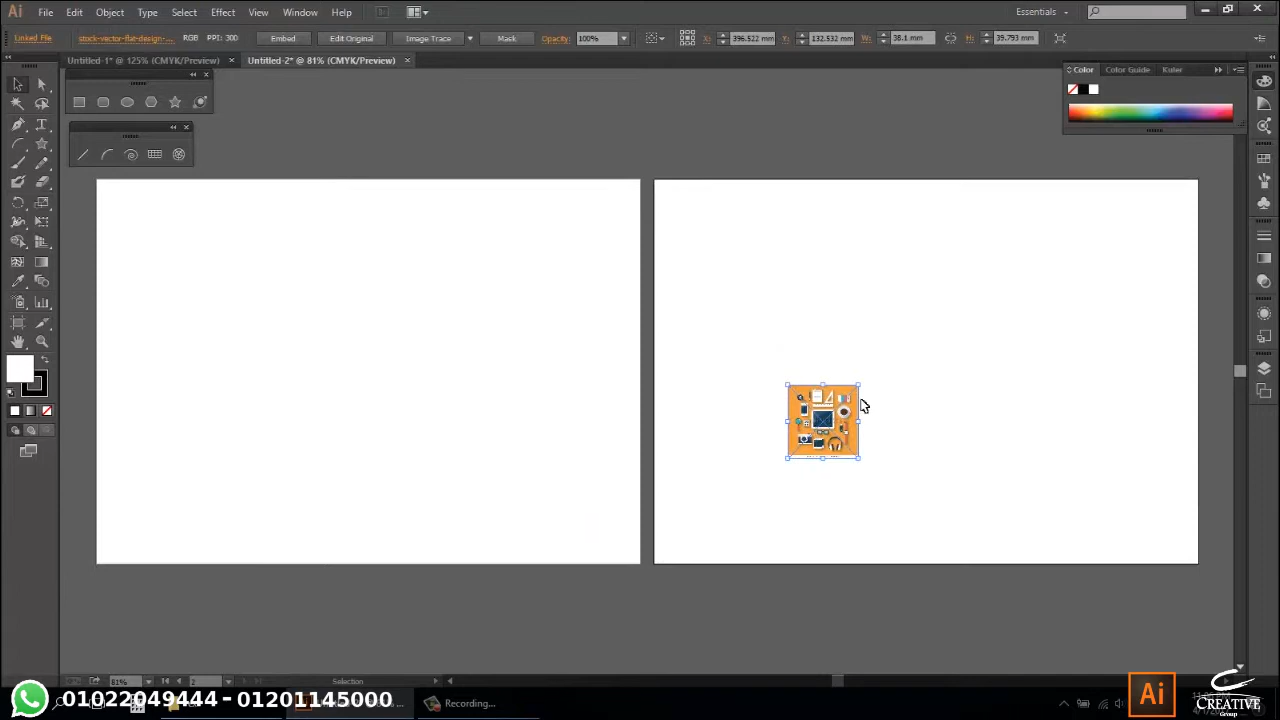 Ai File Edit Object Type Select Effect View Window Help Br Essentials
Linked File stock-vector-flat-design-... RGB PPI: 300 Embed Edit Original Image Trace Mask Opacity: 100% X: 396.522 mm Y: 132.532 mm W: 38.1 mm H: 39.793 mm
Untitled-1* @ 125% (CMYK/Preview) Untitled-2* @ 81% (CMYK/Preview)
Color Color Guide Kuler
81% 2 Selection
01022049444 - 01201145000
Recording...
Ai
CREATIVE
Group